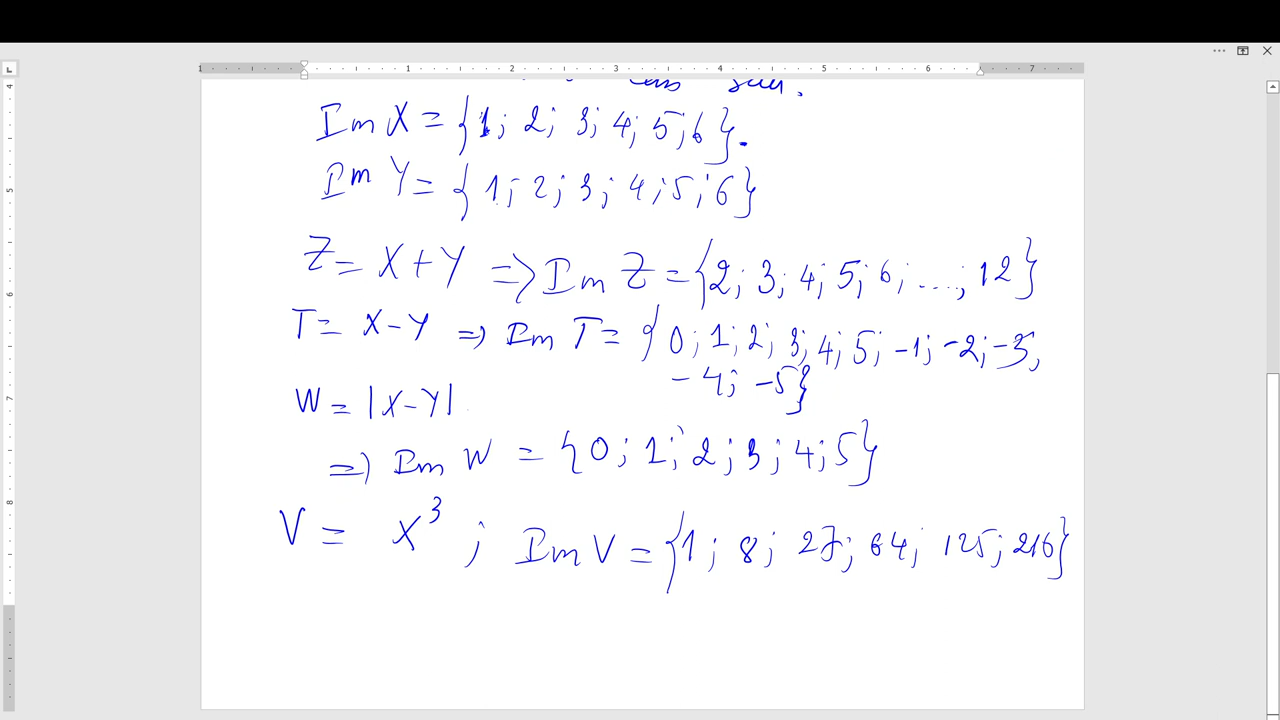 Im X = {1; 2; 3; 4; 5; 6}.
Im Y = {1; 2; 3; 4; 5; 6}
Z = X + Y => Im Z = {2; 3; 4; 5; 6; ....; 12}
T = X - Y => Im T = {0; 1; 2; 3; 4; 5; -1; -2; -3;
-4; -5}
W = |X - Y|
=> Im W = {0; 1; 2; 3; 4; 5}
V = X³ ; Im V = {1; 8; 27; 64; 125; 216}